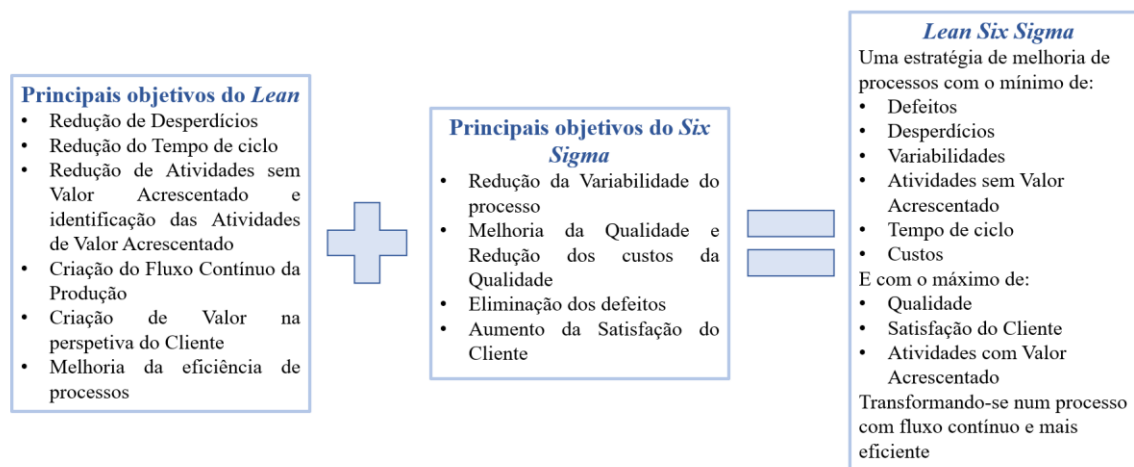 Principais objetivos do Lean
• Redução de Desperdícios
• Redução do Tempo de ciclo
• Redução de Atividades sem
Valor Acrescentado e
identificação das Atividades
de Valor Acrescentado
• Criação do Fluxo Contínuo da
Produção
• Criação de Valor na
perspetiva do Cliente
• Melhoria da eficiência de
processos
Principais objetivos do Six
Sigma
• Redução da Variabilidade do
processo
• Melhoria da Qualidade e
Redução dos custos da
Qualidade
• Eliminação dos defeitos
• Aumento da Satisfação do
Cliente
Lean Six Sigma
Uma estratégia de melhoria de
processos com o mínimo de:
• Defeitos
• Desperdícios
• Variabilidades
• Atividades sem Valor
Acrescentado
• Tempo de ciclo
• Custos
E com o máximo de:
• Qualidade
• Satisfação do Cliente
• Atividades com Valor
Acrescentado
Transformando-se num processo
com fluxo contínuo e mais
eficiente